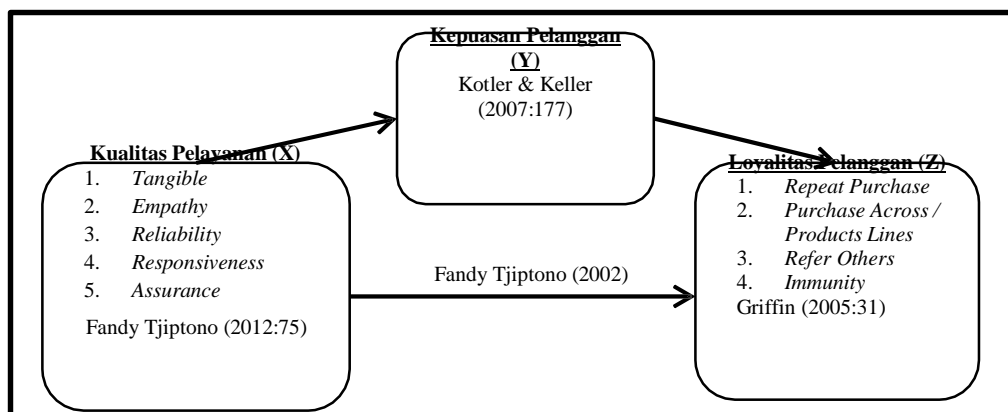 Kepuasan Pelanggan
(Y)
Kotler & Keller
(2007:177)
Kualitas Pelayanan (X)
1. Tangible
2. Empathy
3. Reliability
4. Responsiveness
5. Assurance
Fandy Tjiptono (2012:75)
Fandy Tjiptono (2002)
Loyalitas Pelanggan (Z)
1. Repeat Purchase
2. Purchase Across /
Products Lines
3. Refer Others
4. Immunity
Griffin (2005:31)